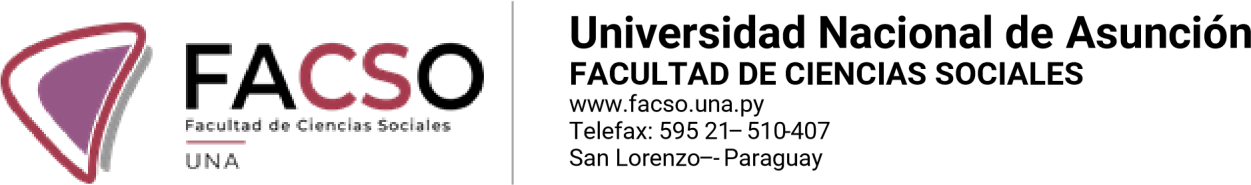 FACSO
Facultad de Ciencias Sociales
UNA
Universidad Nacional de Asunción
FACULTAD DE CIENCIAS SOCIALES
www.facso.una.py
Telefax: 595 21– 510-407
San Lorenzo–- Paraguay